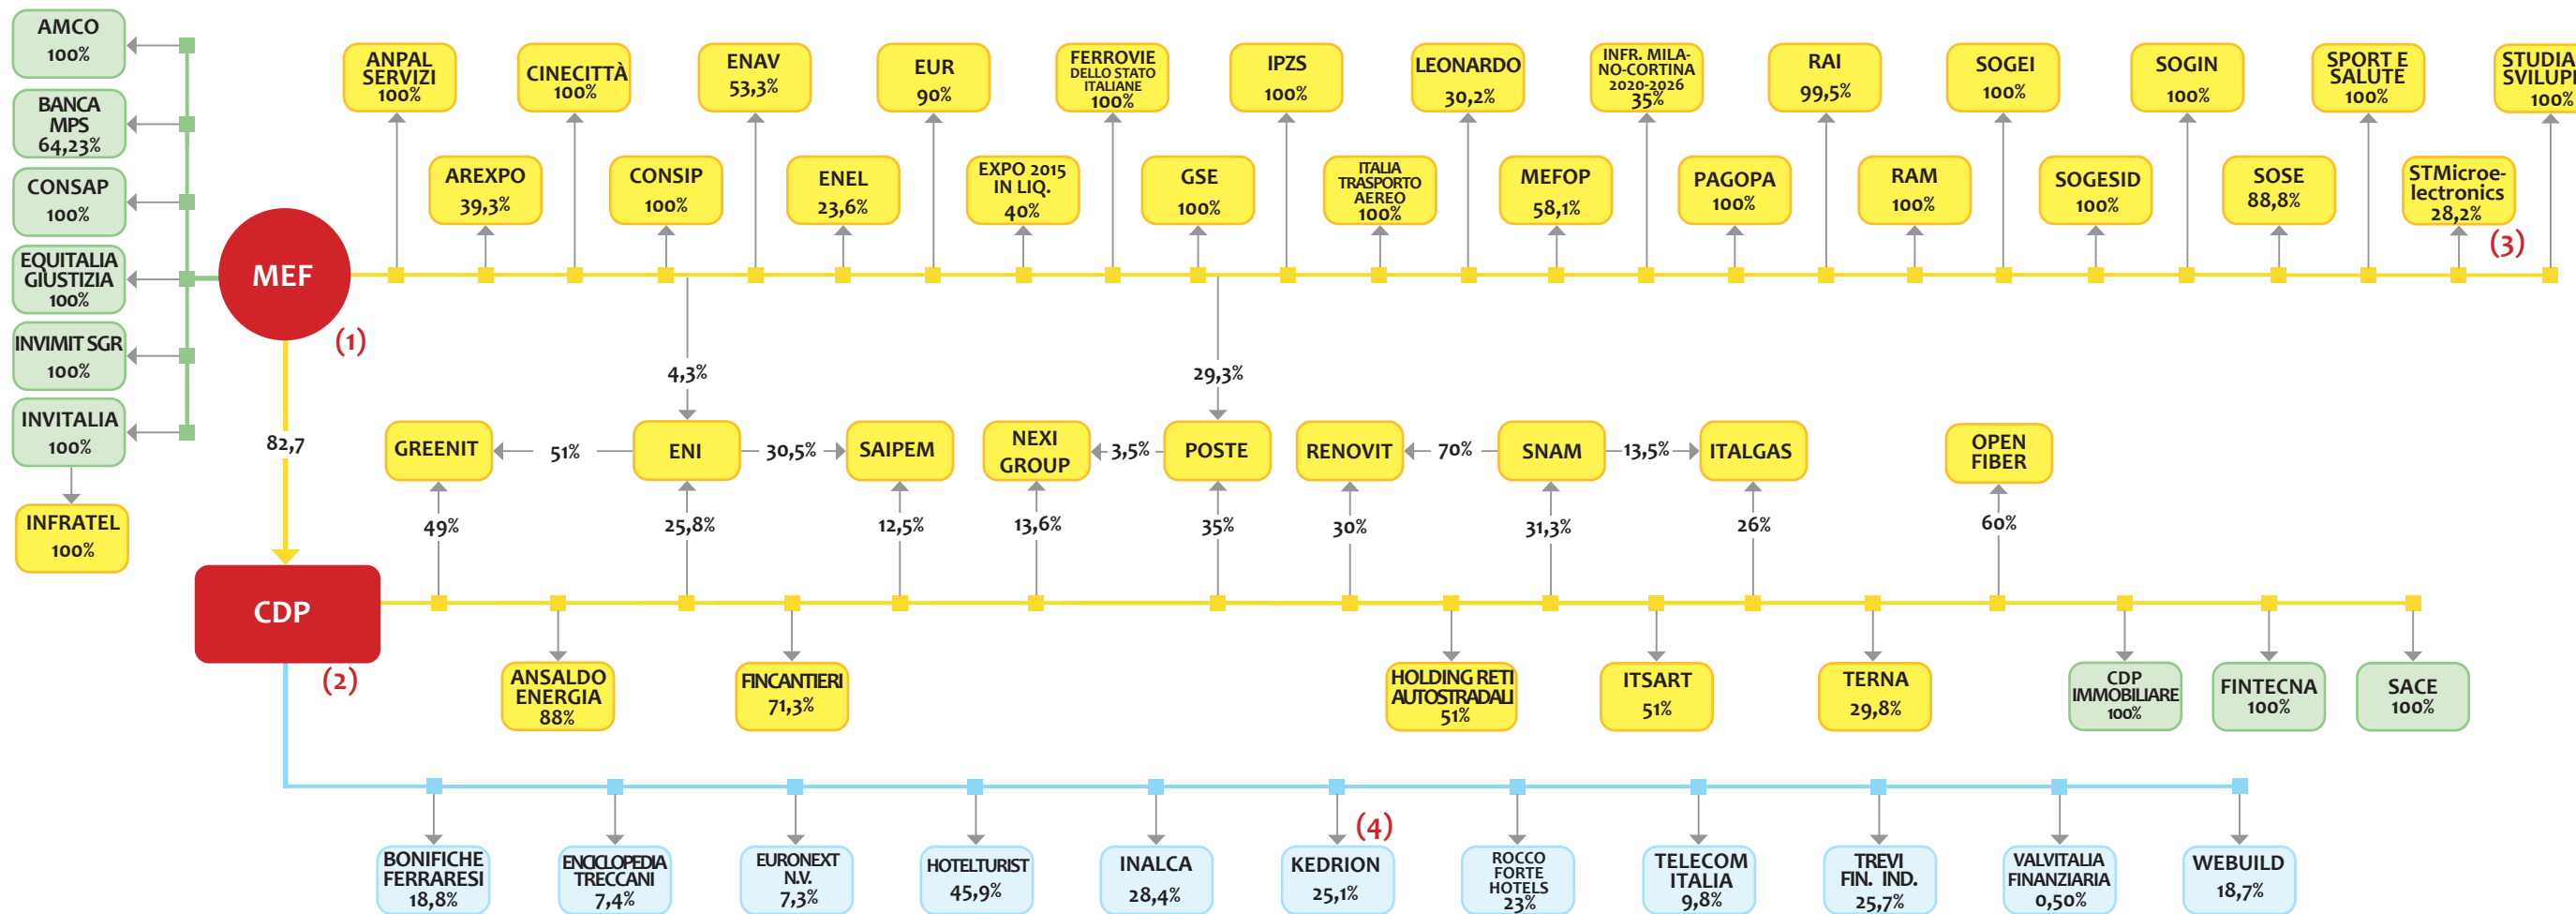 AMCO
100%
BANCA
MPS
64,23%
CONSAP
100%
EQUITALIA
GIUSTIZIA
100%
INVIMIT SGR
100%
INVITALIA
100%
INFRATEL
100%
MEF
(1)
82,7
CDP
(2)
ANPAL
SERVIZI
100%
CINECITTÀ
100%
ENAV
53,3%
EUR
90%
FERROVIE
DELLO STATO
ITALIANE
100%
IPZS
100%
LEONARDO
30,2%
INFR. MILA-
NO-CORTINA
2020-2026
35%
RAI
99,5%
SOGEI
100%
SOGIN
100%
SPORT E
SALUTE
100%
100%
AREXPO
39,3%
CONSIP
100%
ENEL
23,6%
EXPO 2015
IN LIQ.
40%
GSE
100%
ITALIA
TRASPORTO
AEREO
100%
MEFOP
58,1%
PAGOPA
100%
RAM
100%
SOGESID
100%
SOSE
88,8%
STMicroe-
lectronics
28,2%
(3)
4,3%
29,3%
GREENIT
51%
ENI
30,5%
SAIPEM
NEXI
GROUP
3,5%
POSTE
RENOVIT
70%
SNAM
13,5%
ITALGAS
OPEN
FIBER
49%
25,8%
12,5%
13,6%
35%
30%
31,3%
26%
60%
ANSALDO
ENERGIA
88%
FINCANTIERI
71,3%
HOLDING RETI
AUTOSTRADALI
51%
ITSART
51%
TERNA
29,8%
CDP
IMMOBILIARE
100%
FINTECNA
100%
SACE
100%
BONIFICHE
FERRARESI
18,8%
ENCICLOPEDIA
TRECCANI
7,4%
EURONEXT
N.V.
7,3%
HOTELTURIST
45,9%
INALCA
28,4%
(4)
KEDRION
25,1%
ROCCO
FORTE
HOTELS
23%
TELECOM
ITALIA
9,8%
TREVI
FIN. IND.
25,7%
VALVITALIA
FINANZIARIA
0,50%
WEBUILD
18,7%